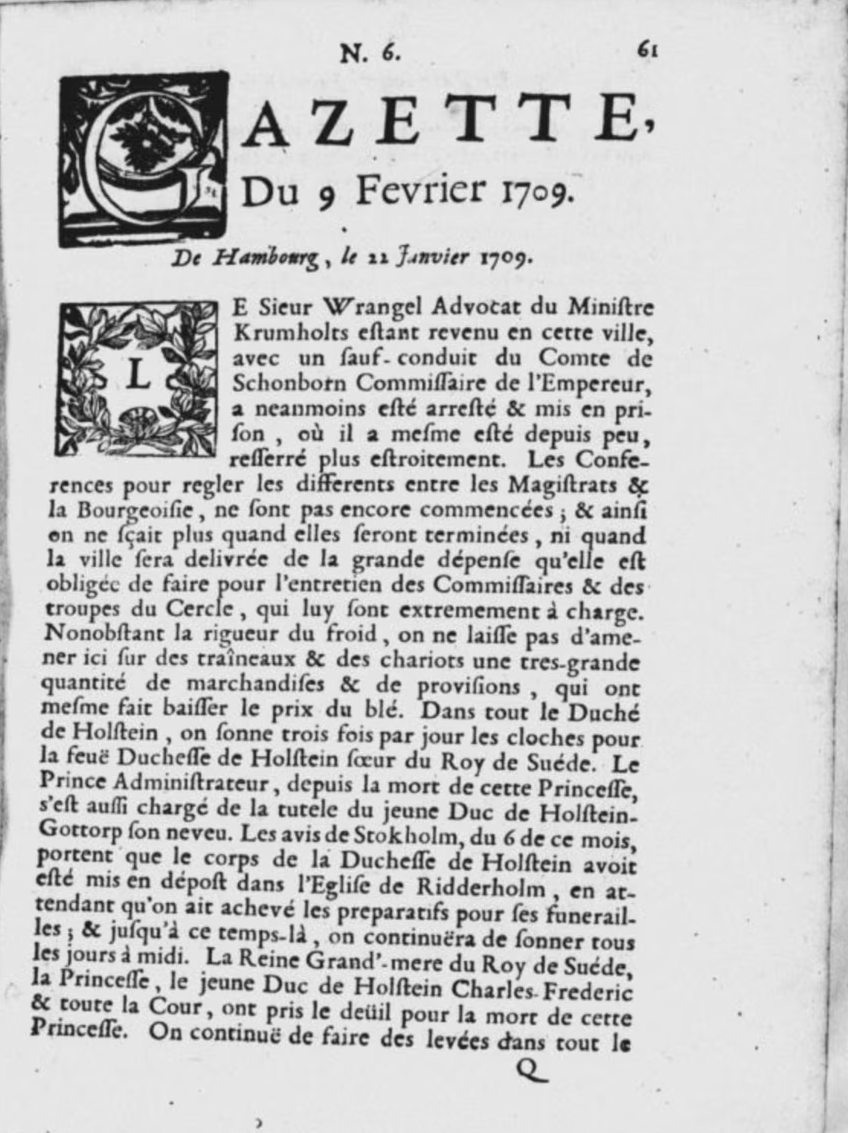 N. 6. 61
GAZETTE,
Du 9 Fevrier 1709.
De Hambourg, le 22 Janvier 1709.
LE Sieur Wrangel Advocat du Miniſtre
Krumholts eſtant revenu en cette ville,
avec un ſauf-conduit du Comte de
Schonborn Commiſſaire de l'Empereur,
a neanmoins eſté arreſté & mis en pri-
ſon, où il a meſme eſté depuis peu,
reſſerré plus eſtroitement. Les Confe-
rences pour regler les differents entre les Magiſtrats &
la Bourgeoiſie, ne ſont pas encore commencées; & ainſi
on ne ſçait plus quand elles ſeront terminées, ni quand
la ville ſera delivrée de la grande dépenſe qu'elle eſt
obligée de faire pour l'entretien des Commiſſaires & des
troupes du Cercle, qui luy ſont extremement à charge.
Nonobſtant la rigueur du froid, on ne laiſſe pas d'ame-
ner ici ſur des traîneaux & des chariots une tres-grande
quantité de marchandiſes & de proviſions, qui ont
meſme fait baiſſer le prix du blé. Dans tout le Duché
de Holſtein, on ſonne trois fois par jour les cloches pour
la feuë Ducheſſe de Holſtein ſœur du Roy de Suéde. Le
Prince Adminiſtrateur, depuis la mort de cette Princeſſe,
s'eſt auſſi chargé de la tutele du jeune Duc de Holſtein-
Gottorp ſon neveu. Les avis de Stokholm, du 6 de ce mois,
portent que le corps de la Ducheſſe de Holſtein avoit
eſté mis en dépoſt dans l'Egliſe de Ridderholm, en at-
tendant qu'on ait achevé les preparatifs pour ſes funerail-
les; & juſqu'à ce temps-là, on continuëra de ſonner tous
les jours à midi. La Reine Grand'-mere du Roy de Suéde,
la Princeſſe, le jeune Duc de Holſtein Charles-Frederic
& toute la Cour, ont pris le deüil pour la mort de cette
Princeſſe. On continuë de faire des levées dans tout le
Q